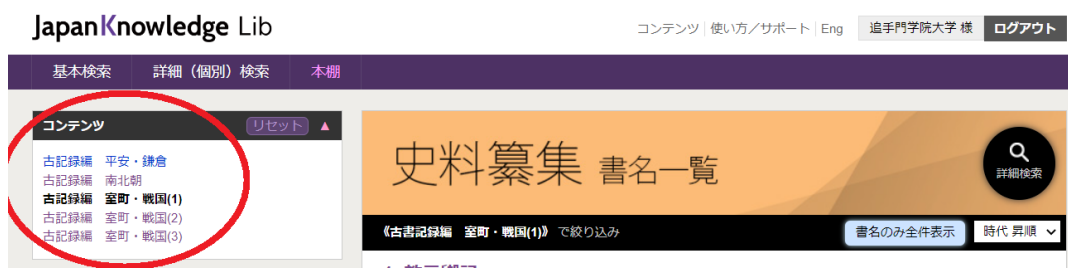 JapanKnowledge Lib
コンテンツ 使い方／サポート Eng 追手門学院大学 様 ログアウト
基本検索 詳細（個別）検索 本棚
コンテンツ リセット ▲
古記録編 平安・鎌倉
古記録編 南北朝
古記録編 室町・戦国(1)
古記録編 室町・戦国(2)
古記録編 室町・戦国(3)
史料纂集 書名一覧
詳細検索
《古書記録編 室町・戦国(1)》 で絞り込み 書名のみ全件表示 時代 昇順